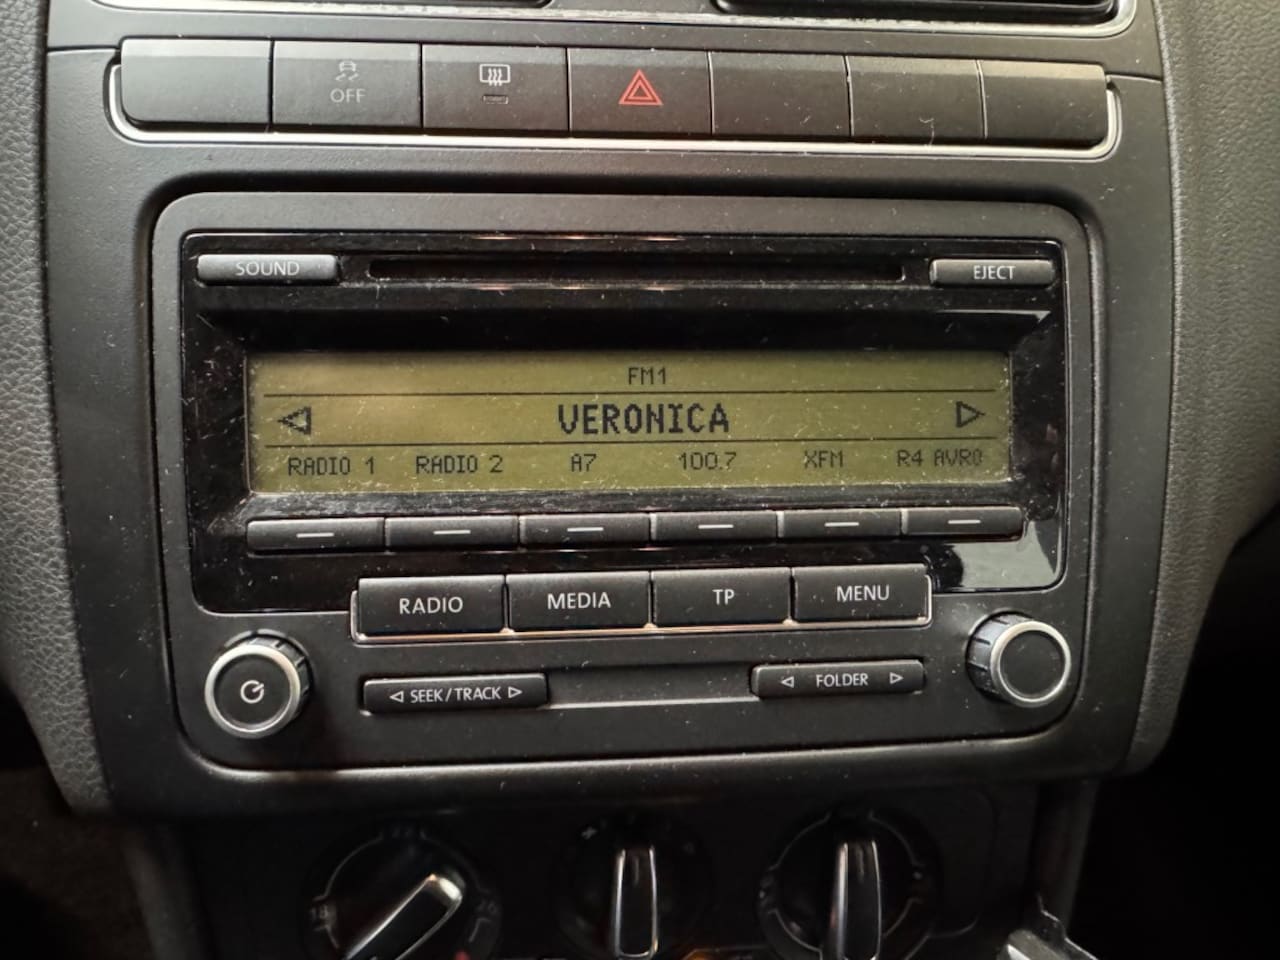 OFF
SOUND EJECT
FM1
VERONICA
RADIO 1 RADIO 2 A7 100.7 XFM R4 AVRO
RADIO MEDIA TP MENU
SEEK/TRACK FOLDER